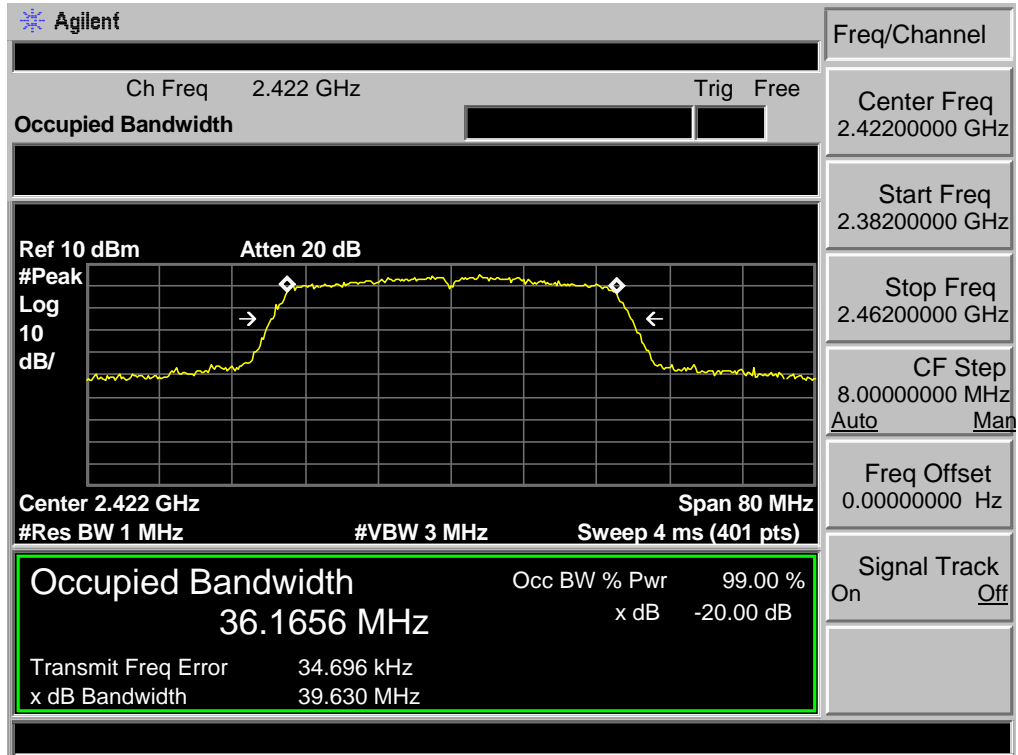 Agilent
Freq/Channel
Ch Freq 2.422 GHz Trig Free
Occupied Bandwidth
Center Freq
2.42200000 GHz
Start Freq
2.38200000 GHz
Ref 10 dBm Atten 20 dB
#Peak
Log
10
dB/
Stop Freq
2.46200000 GHz
CF Step
8.00000000 MHz
Auto Man
Center 2.422 GHz Span 80 MHz
#Res BW 1 MHz #VBW 3 MHz Sweep 4 ms (401 pts)
Freq Offset
0.00000000 Hz
Occupied Bandwidth Occ BW % Pwr 99.00 %
36.1656 MHz x dB -20.00 dB
Transmit Freq Error 34.696 kHz
x dB Bandwidth 39.630 MHz
Signal Track
On Off